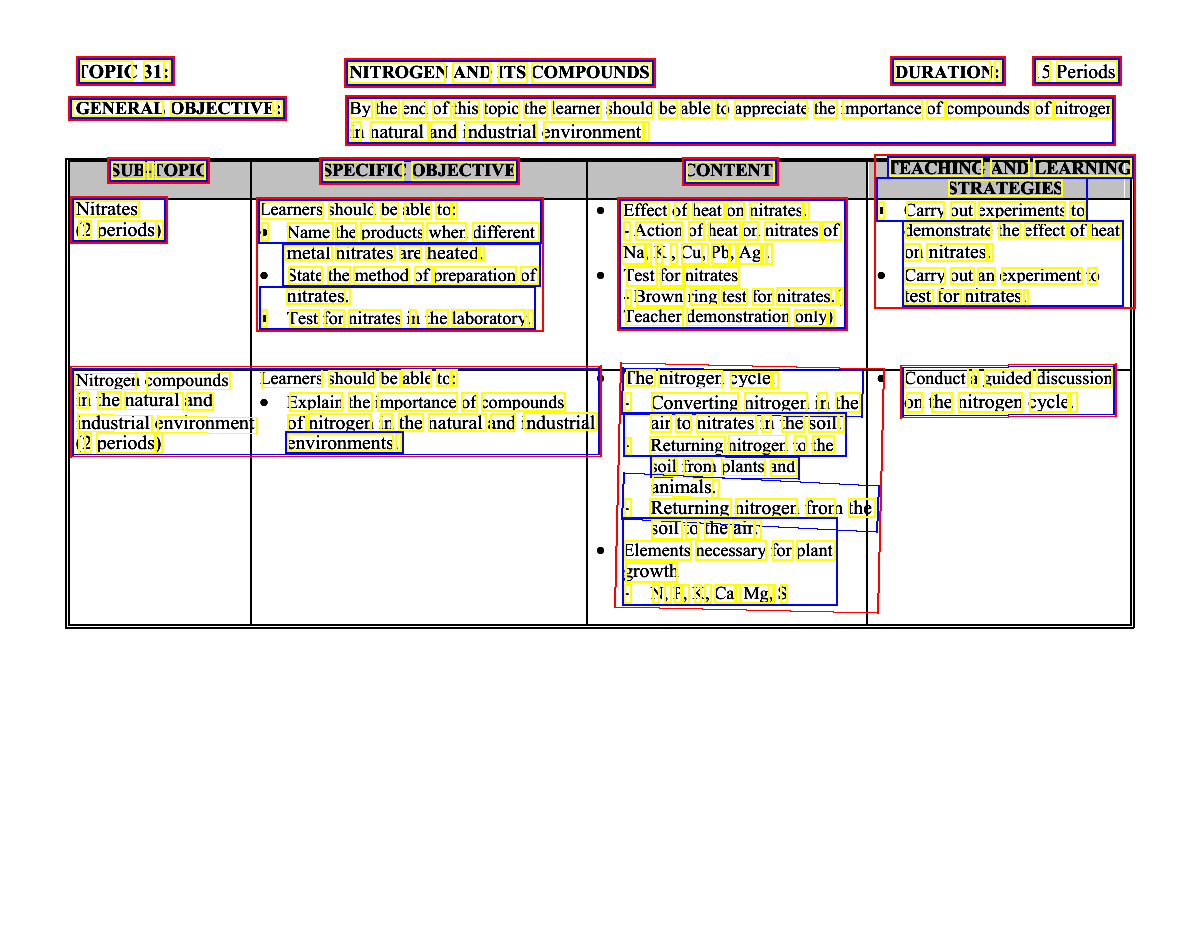 TOPIC 31: NITROGEN AND ITS COMPOUNDS DURATION: 15 Periods
GENERAL OBJECTIVE: By the end of this topic the learner should be able to appreciate the importance of compounds of nitrogen
in natural and industrial environment
SUB - TOPIC
SPECIFIC OBJECTIVE
CONTENT
TEACHING AND LEARNING
STRATEGIES
Nitrates
(2 periods)
Learners should be able to:
• Name the products when different
metal nitrates are heated.
• State the method of preparation of
nitrates.
• Test for nitrates in the laboratory.
• Effect of heat on nitrates.
- Action of heat on nitrates of
Na, K, Cu, Pb, Ag.
• Test for nitrates
- Brown ring test for nitrates. (
Teacher demonstration only)
• Carry out experiments to
demonstrate the effect of heat
on nitrates.
• Carry out an experiment to
test for nitrates.
Nitrogen compounds
in the natural and
industrial environment
(2 periods)
Learners should be able to:
• Explain the importance of compounds
of nitrogen in the natural and industrial
environments.
• The nitrogen cycle
- Converting nitrogen in the
air to nitrates in the soil.
- Returning nitrogen to the
soil from plants and
animals.
- Returning nitrogen from the
soil to the air.
• Elements necessary for plant
growth
- N, P, K, Ca, Mg, S
• Conduct a guided discussion
on the nitrogen cycle.